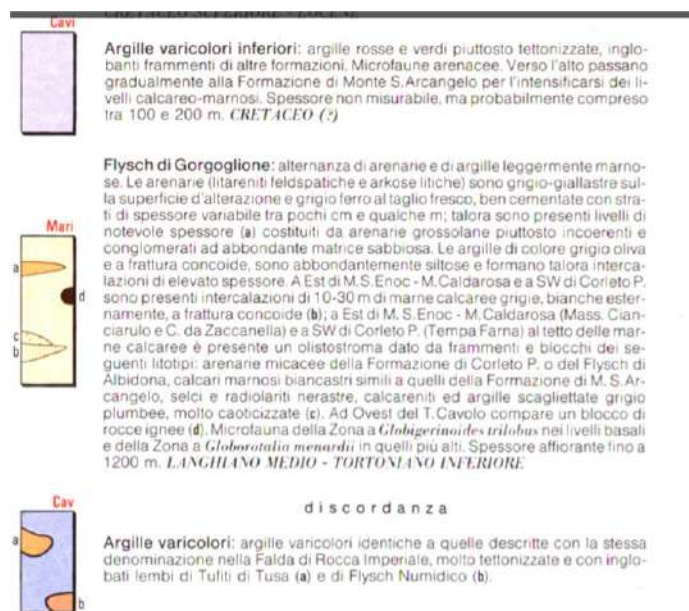 CRETACEO SUPERIORE - EOCENE
Cavi
Argille varicolori inferiori: argille rosse e verdi piuttosto tettonizzate, inglo-
banti frammenti di altre formazioni. Microfaune arenacee. Verso l'alto passano
gradualmente alla Formazione di Monte S.Arcangelo per l'intensificarsi dei li-
velli calcareo-marnosi. Spessore non misurabile, ma probabilmente compreso
tra 100 e 200 m. CRETACEO (?)
Flysch di Gorgoglione: alternanza di arenarie e di argille leggermente marno-
se. Le arenarie (litareniti feldspatiche e arkose litiche) sono grigio-giallastre sul-
la superficie d'alterazione e grigio ferro al taglio fresco, ben cementate con stra-
ti di spessore variabile tra pochi cm e qualche m; talora sono presenti livelli di
notevole spessore (a) costituiti da arenarie grossolane piuttosto incoerenti e
conglomerati ad abbondante matrice sabbiosa. Le argille di colore grigio oliva
e a frattura concoide, sono abbondantemente siltose e formano talora interca-
lazioni di elevato spessore. A Est di M.S.Enoc - M.Caldarosa e a SW di Corleto P.
sono presenti intercalazioni di 10-30 m di marne calcaree grigie, bianche ester-
namente, a frattura concoide (b); a Est di M.S.Enoc - M.Caldarosa (Mass. Cian-
ciarulo e C. da Zaccanella) e a SW di Corleto P. (Tempa Farna) al tetto delle mar-
ne calcaree è presente un olistostroma dato da frammenti e blocchi dei se-
guenti litotipi: arenarie micacee della Formazione di Corleto P. o del Flysch di
Albidona, calcari marnosi biancastri simili a quelli della Formazione di M.S.Ar-
cangelo, selci e radiolariti nerastre, calcareniti ed argille scagliettate grigio
plumbee, molto caoticizzate (c). Ad Ovest del T.Cavolo compare un blocco di
rocce ignee (d). Microfauna della Zona a Globigerinoides trilobus nei livelli basali
e della Zona a Globorotalia menardii in quelli più alti. Spessore affiorante fino a
1200 m. LANGHIANO MEDIO - TORTONIANO INFERIORE
Mari
a
d
c
b
discordanza
Cav
a
b
Argille varicolori: argille varicolori identiche a quelle descritte con la stessa
denominazione nella Falda di Rocca Imperiale, molto tettonizzate e con inglo-
bati lembi di Tufiti di Tusa (a) e di Flysch Numidico (b).